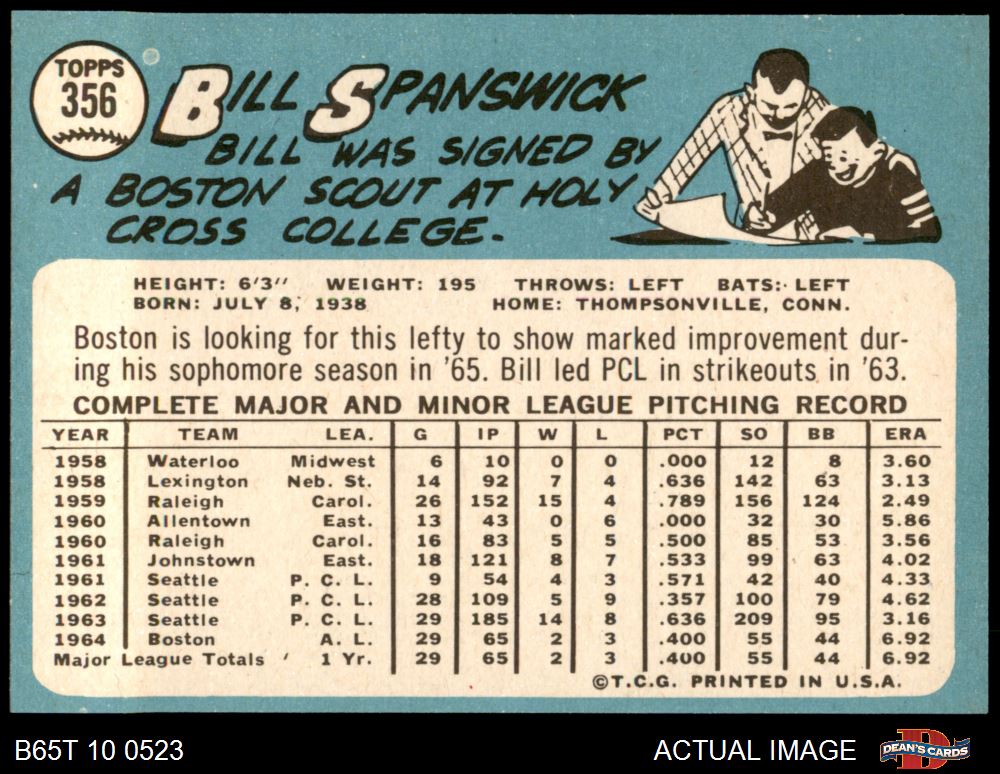 TOPPS
356
BILL SPANSWICK
BILL WAS SIGNED BY
A BOSTON SCOUT AT HOLY
CROSS COLLEGE.
HEIGHT: 6'3" WEIGHT: 195 THROWS: LEFT BATS: LEFT
BORN: JULY 8, 1938 HOME: THOMPSONVILLE, CONN.
Boston is looking for this lefty to show marked improvement dur-
ing his sophomore season in '65. Bill led PCL in strikeouts in '63.
COMPLETE MAJOR AND MINOR LEAGUE PITCHING RECORD
YEAR TEAM LEA. G IP W L PCT SO BB ERA
1958 Waterloo Midwest 6 10 0 0 .000 12 8 3.60
1958 Lexington Neb. St. 14 92 7 4 .636 142 63 3.13
1959 Raleigh Carol. 26 152 15 4 .789 156 124 2.49
1960 Allentown East. 13 43 0 6 .000 32 30 5.86
1960 Raleigh Carol. 16 83 5 5 .500 85 53 3.56
1961 Johnstown East. 18 121 8 7 .533 99 63 4.02
1961 Seattle P. C. L. 9 54 4 3 .571 42 40 4.33
1962 Seattle P. C. L. 28 109 5 9 .357 100 79 4.62
1963 Seattle P. C. L. 29 185 14 8 .636 209 95 3.16
1964 Boston A. L. 29 65 2 3 .400 55 44 6.92
Major League Totals 1 Yr. 29 65 2 3 .400 55 44 6.92
©T.C.G. PRINTED IN U.S.A.
B65T 10 0523 ACTUAL IMAGE DEAN'S CARDS